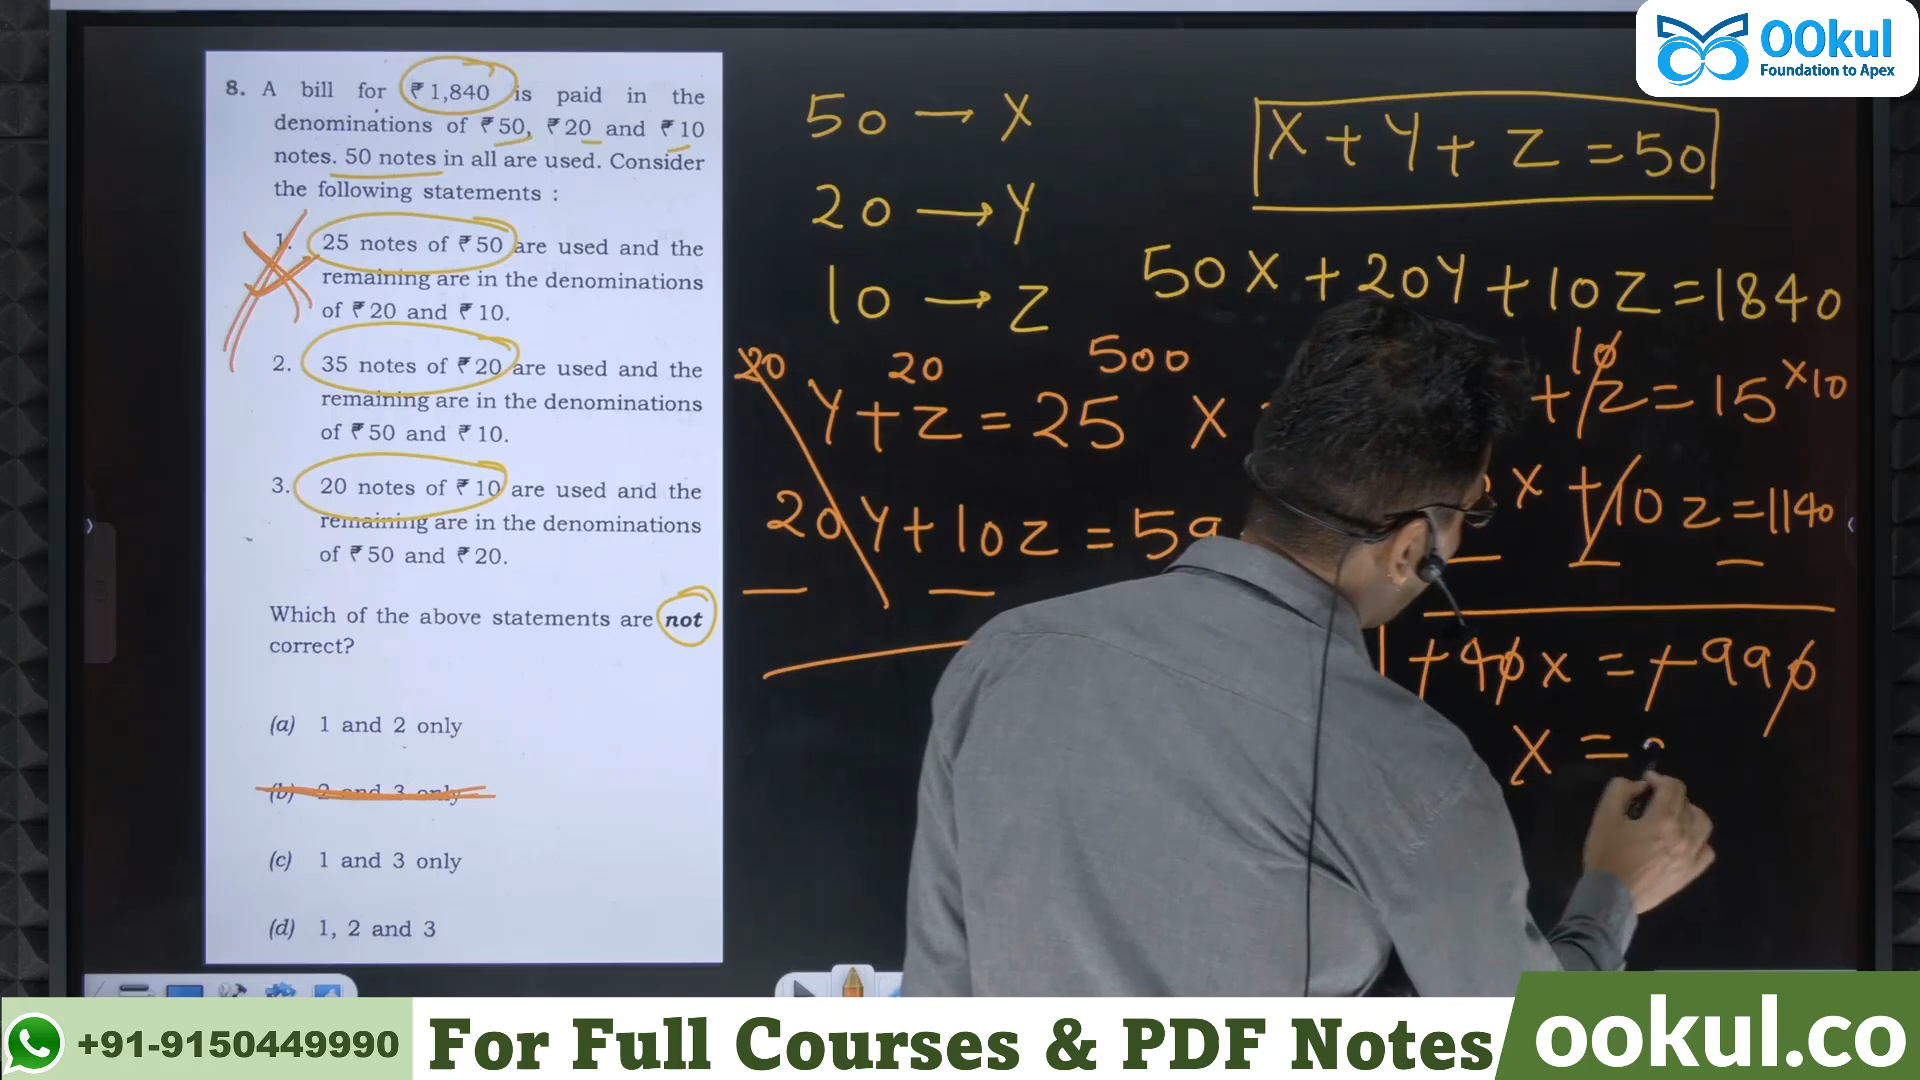 OOkul
Foundation to Apex
8. A bill for ₹1,840 is paid in the
denominations of ₹50, ₹20 and ₹10
notes. 50 notes in all are used. Consider
the following statements :
1. 25 notes of ₹50 are used and the
remaining are in the denominations
of ₹20 and ₹10.
2. 35 notes of ₹20 are used and the
remaining are in the denominations
of ₹50 and ₹10.
3. 20 notes of ₹10 are used and the
remaining are in the denominations
of ₹50 and ₹20.
Which of the above statements are not
correct?
(a) 1 and 2 only
(b) 2 and 3 only
(c) 1 and 3 only
(d) 1, 2 and 3
50 → X
20 → Y
10 → Z
X + Y + Z = 50
50X + 20Y + 10Z = 1840
20 20 500
Y + Z = 25
20Y + 10Z = 59
X
10
+ Z = 15 ×10
X + 10Z = 1140
+ 40X = -990
X =
+91-9150449990
For Full Courses & PDF Notes
ookul.co